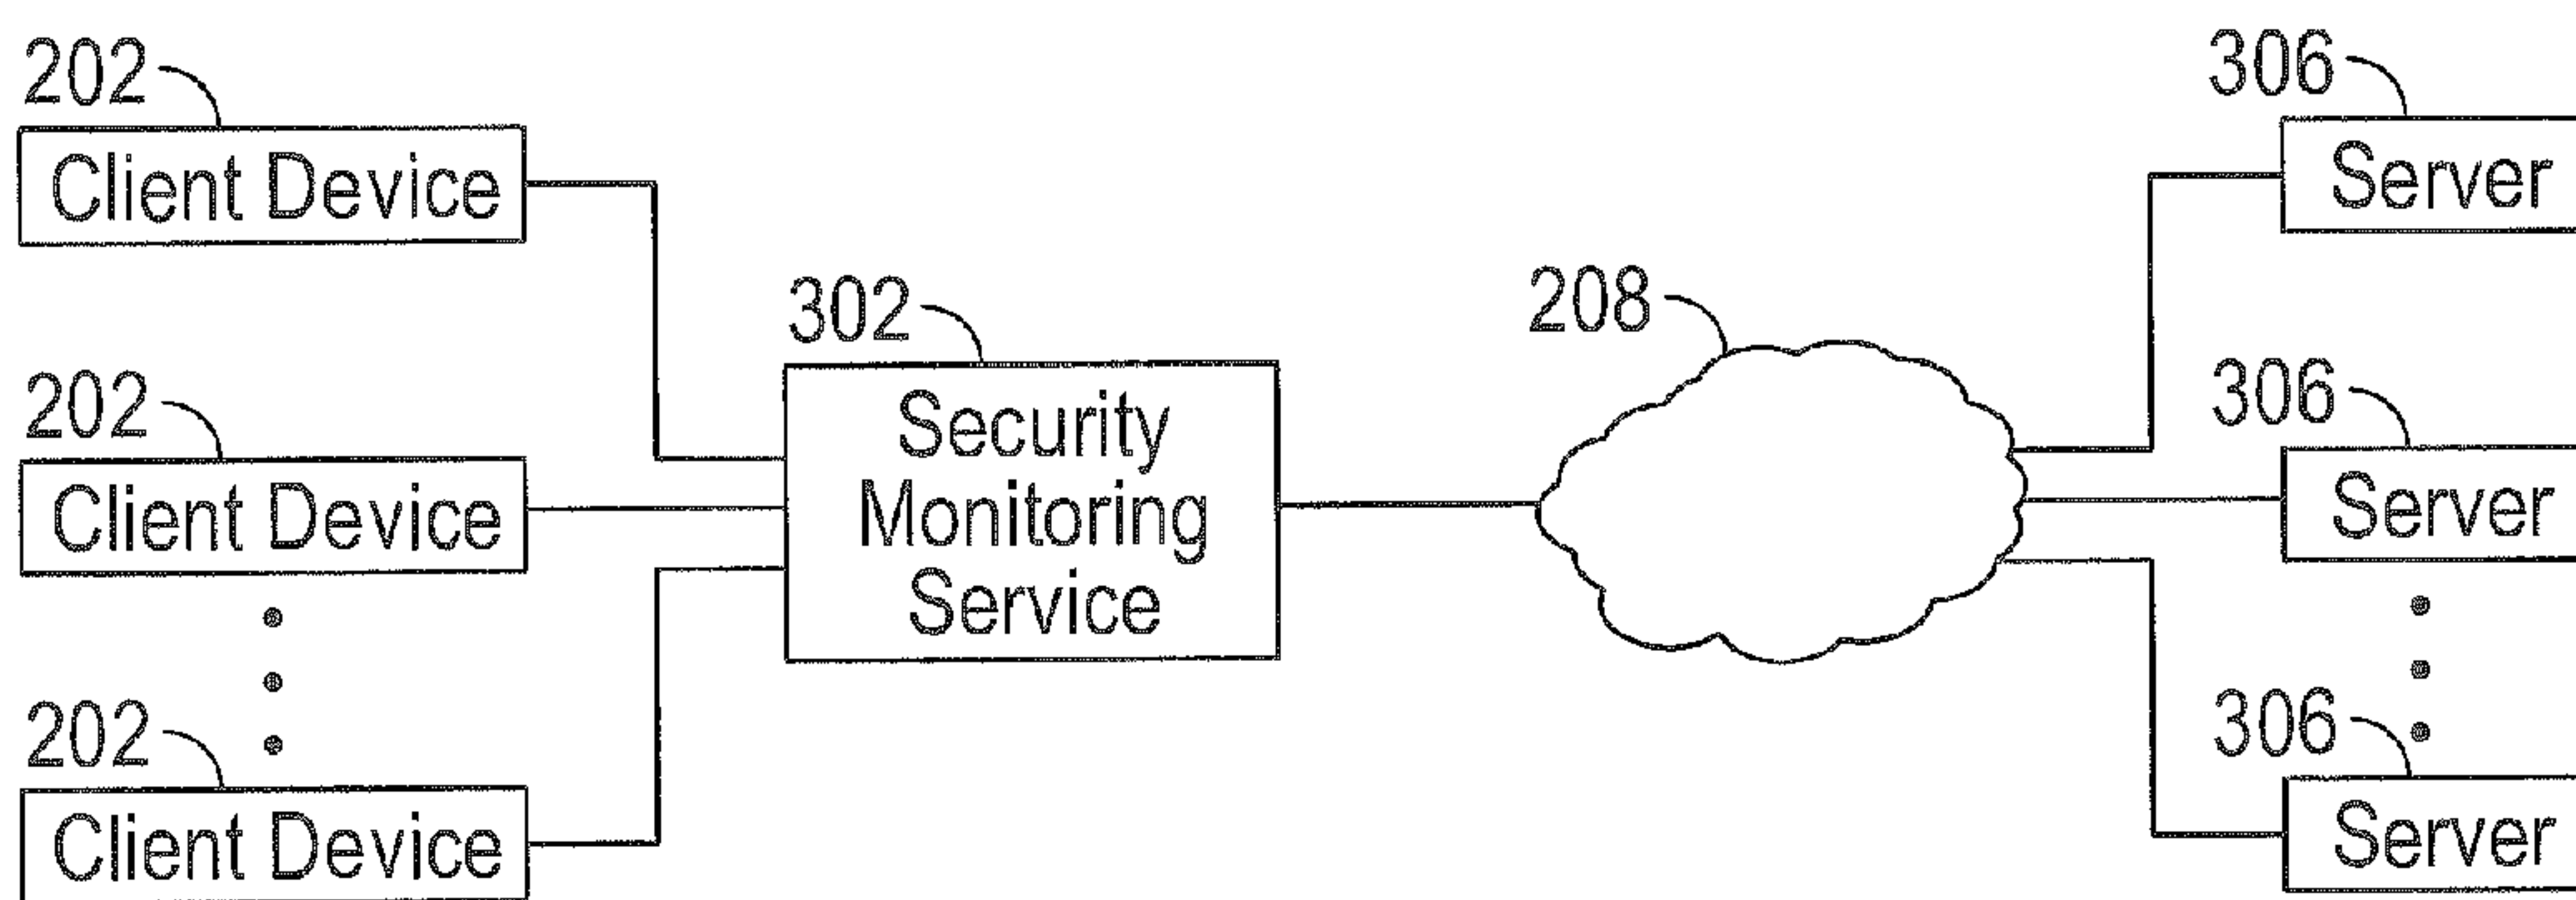 202
Client Device
202
Client Device
202
Client Device
302
Security
Monitoring
Service
208
306
Server
306
Server
306
Server